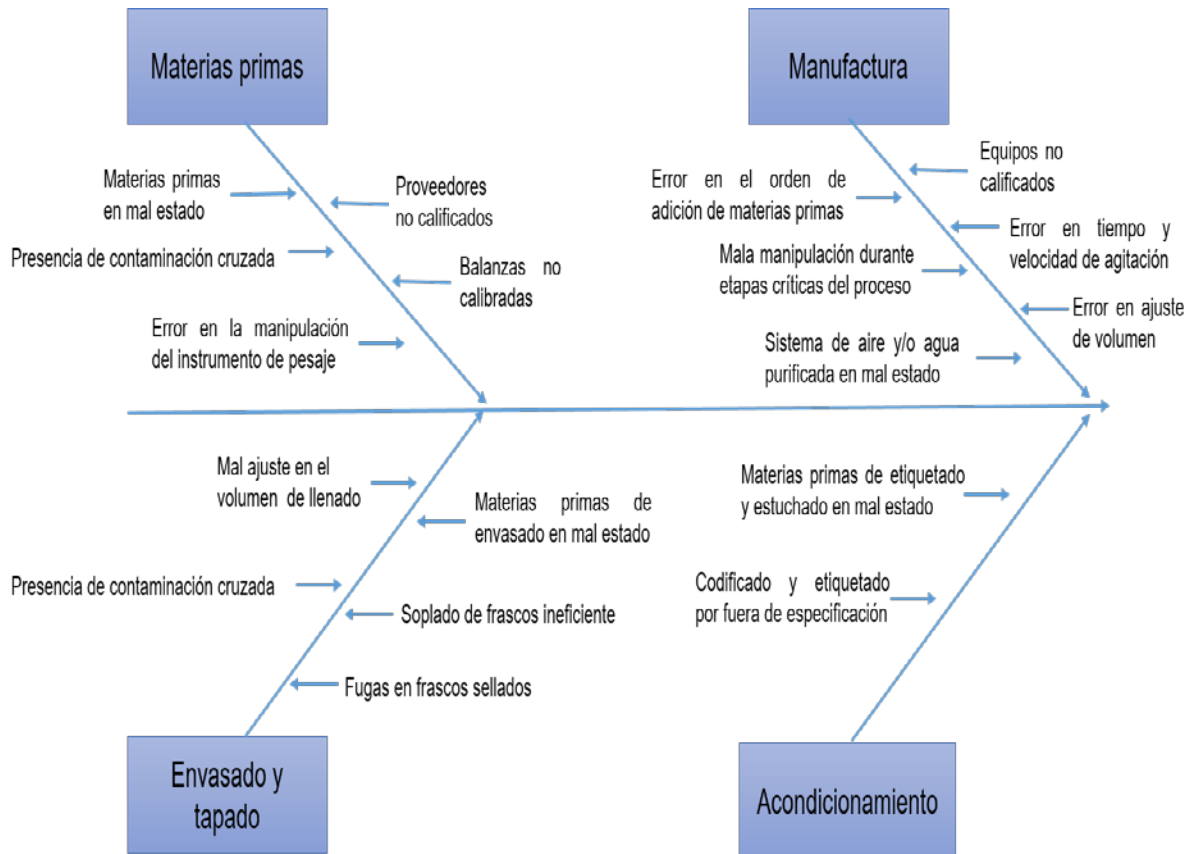 Materias primas
Materias primas
en mal estado
Proveedores
no calificados
Presencia de contaminación cruzada
Balanzas no
calibradas
Error en la manipulación
del instrumento de pesaje
Manufactura
Equipos no
calificados
Error en el orden de
adición de materias primas
Error en tiempo y
velocidad de agitación
Mala manipulación durante
etapas críticas del proceso
Error en ajuste
de volumen
Sistema de aire y/o agua
purificada en mal estado
Mal ajuste en el
volumen de llenado
Materias primas de
envasado en mal estado
Presencia de contaminación cruzada
Soplado de frascos ineficiente
Fugas en frascos sellados
Envasado y
tapado
Materias primas de etiquetado
y estuchado en mal estado
Codificado y etiquetado
por fuera de especificación
Acondicionamiento